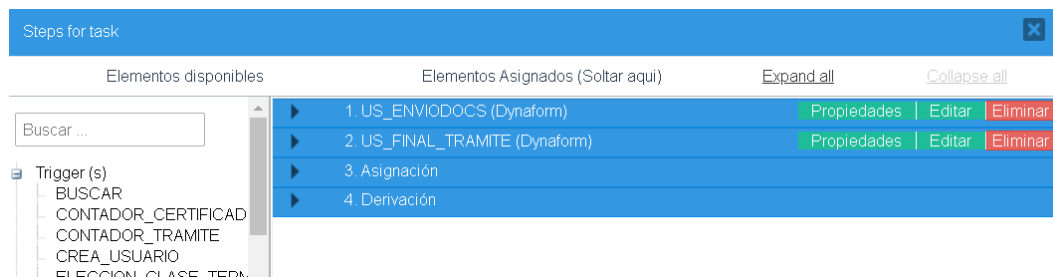 Steps for task
Elementos disponibles
Elementos Asignados (Soltar aqui)
Expand all
Collapse all
Buscar ...
Trigger (s)
BUSCAR
CONTADOR_CERTIFICAD
CONTADOR_TRAMITE
CREA_USUARIO
ELECCION_CLASE_TERM
1. US_ENVIODOCS (Dynaform) Propiedades Editar Eliminar
2. US_FINAL_TRAMITE (Dynaform) Propiedades Editar Eliminar
3. Asignación
4. Derivación